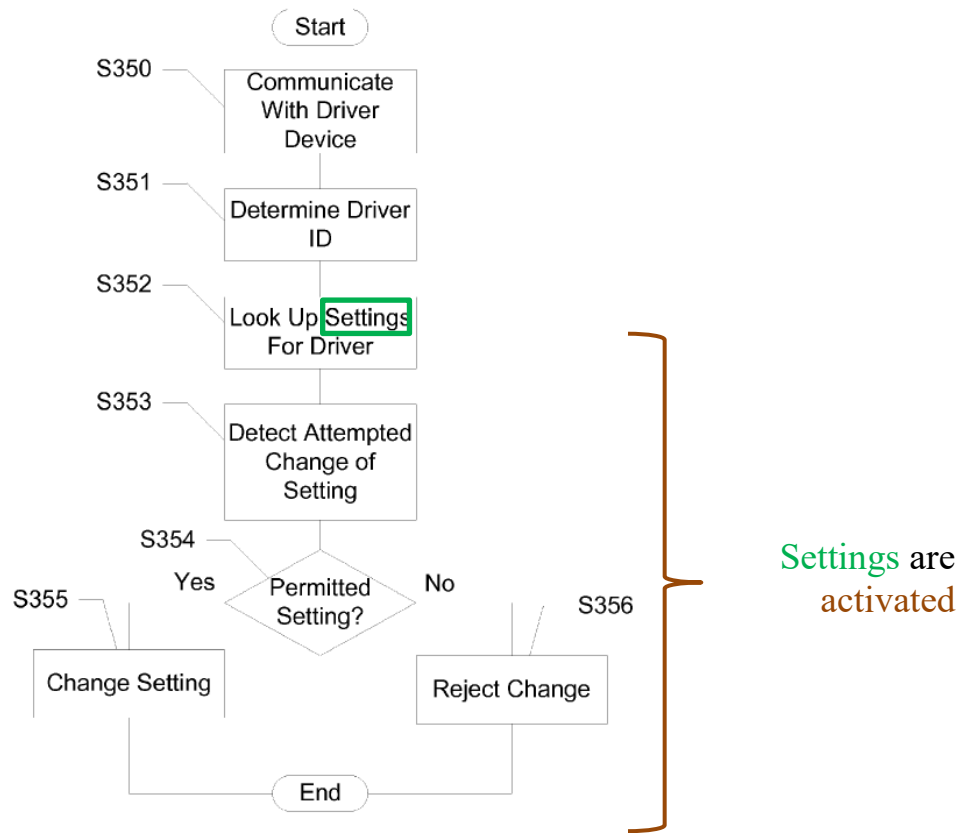 Start
S350
Communicate
With Driver
Device
S351
Determine Driver
ID
S352
Look Up Settings
For Driver
S353
Detect Attempted
Change of
Setting
S354
Yes
Permitted
Setting?
No
S355
Change Setting
S356
Reject Change
End
Settings are
activated